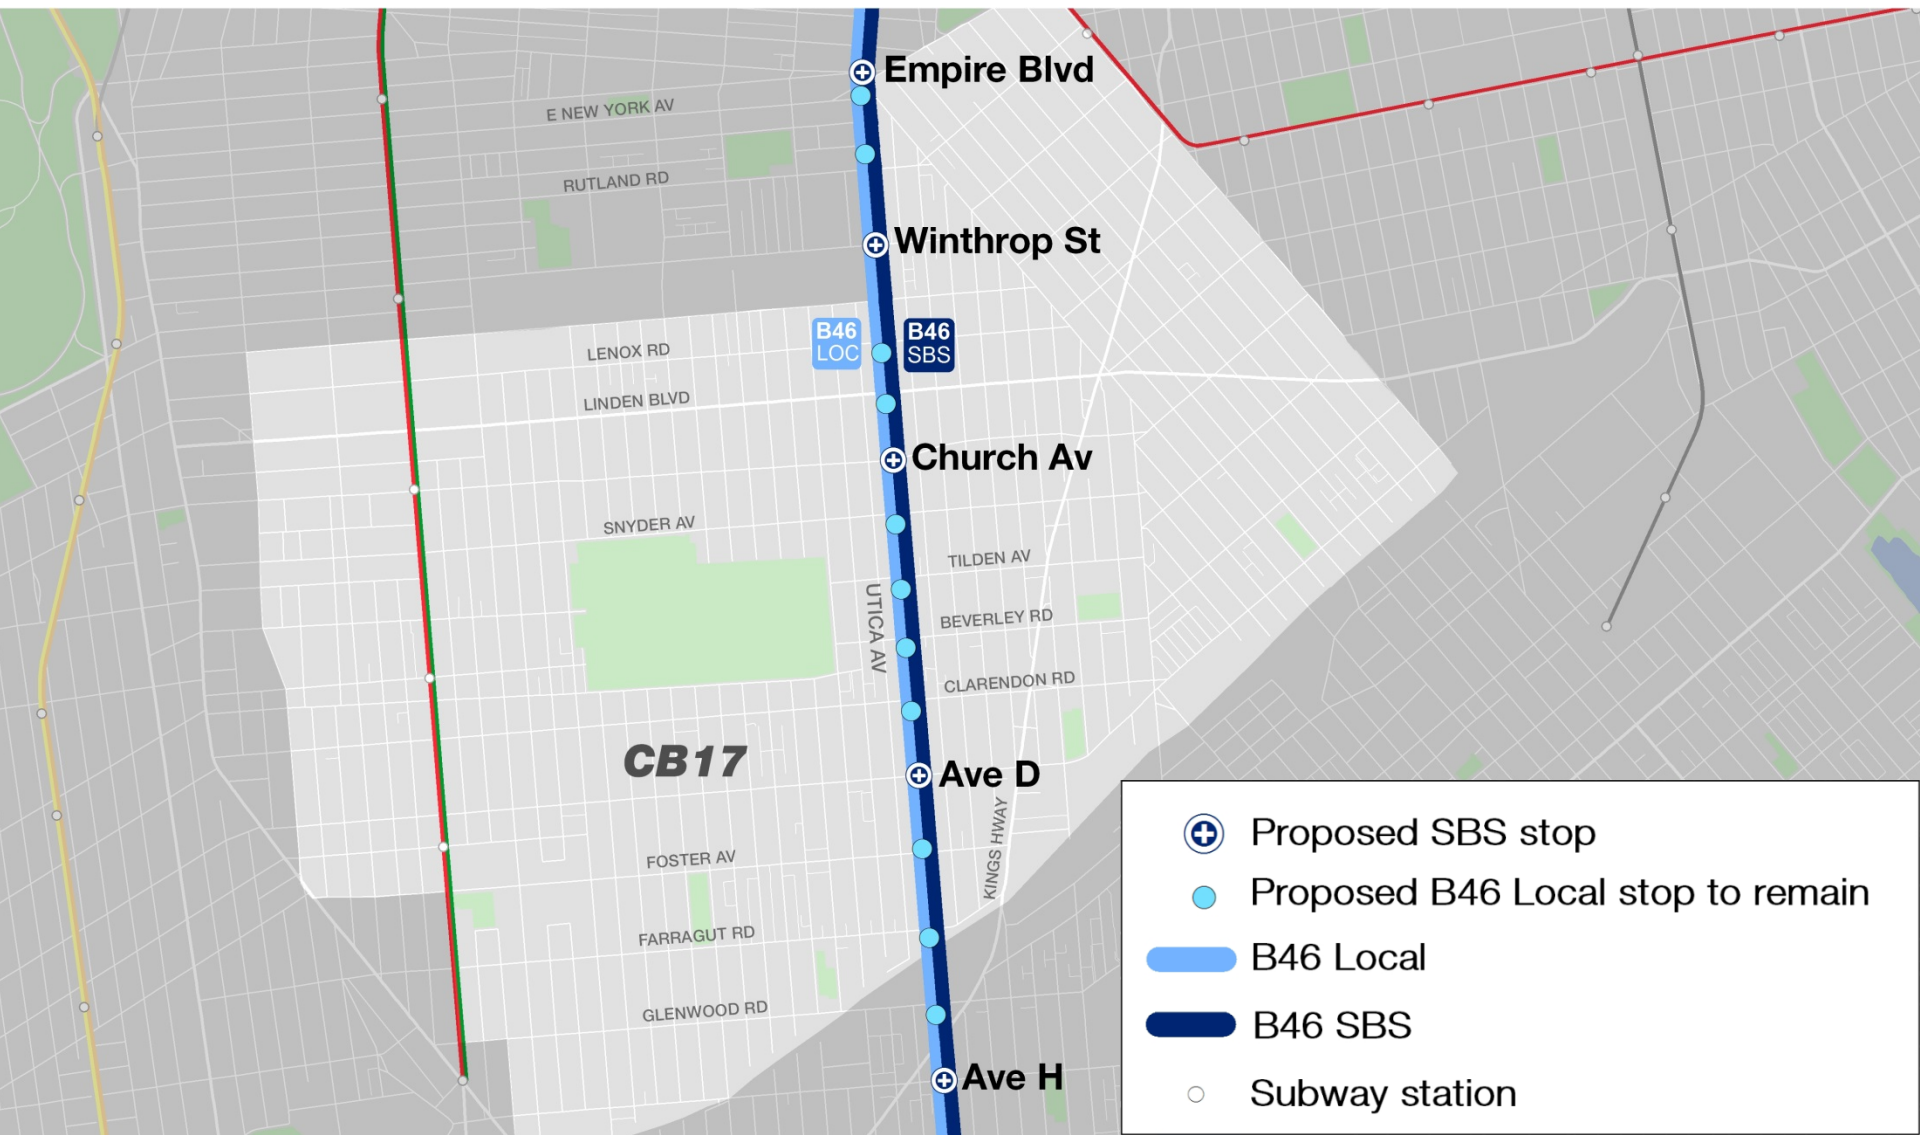 Empire Blvd
E NEW YORK AV
RUTLAND RD
Winthrop St
B46
LOC
B46
SBS
LENOX RD
LINDEN BLVD
Church Av
SNYDER AV
TILDEN AV
UTICA AV
BEVERLEY RD
CLARENDON RD
CB17
Ave D
KINGS HWAY
FOSTER AV
FARRAGUT RD
GLENWOOD RD
Ave H
Proposed SBS stop
Proposed B46 Local stop to remain
B46 Local
B46 SBS
Subway station